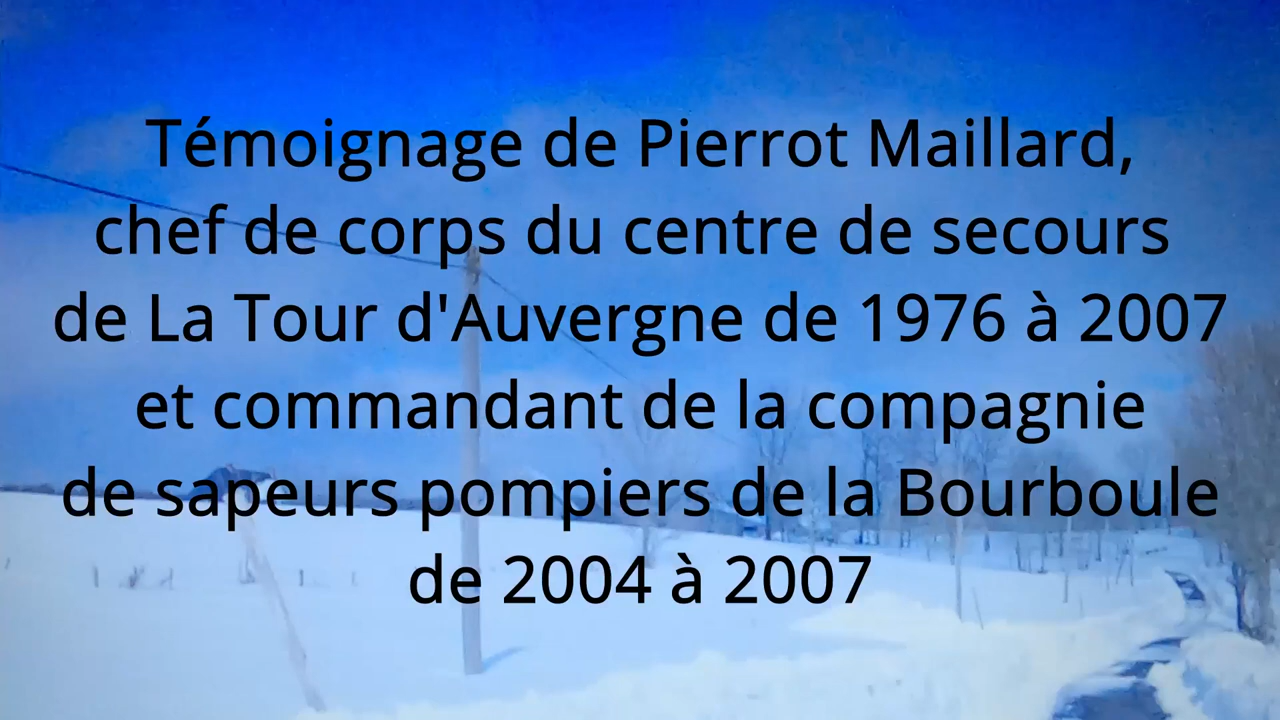 Témoignage de Pierrot Maillard,
chef de corps du centre de secours
de La Tour d'Auvergne de 1976 à 2007
et commandant de la compagnie
de sapeurs pompiers de la Bourboule
de 2004 à 2007